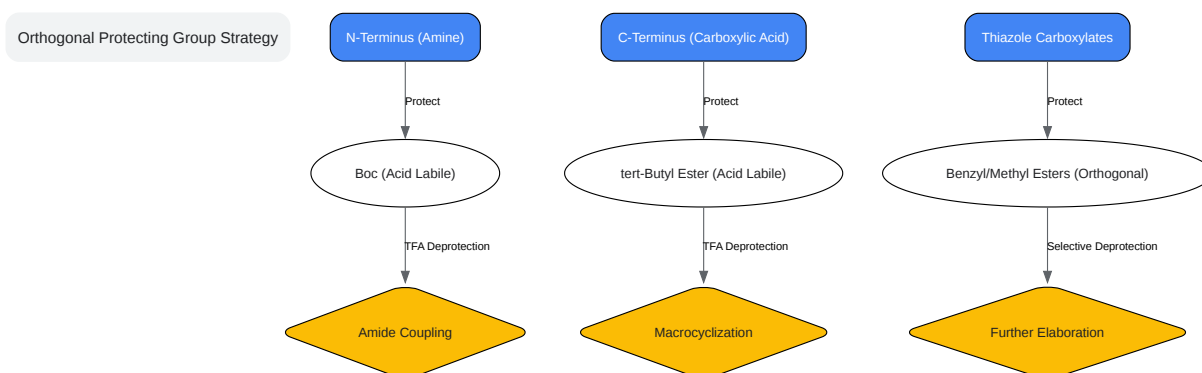 Orthogonal Protecting Group Strategy
N-Terminus (Amine)
C-Terminus (Carboxylic Acid)
Thiazole Carboxylates
Protect
Protect
Protect
Boc (Acid Labile)
tert-Butyl Ester (Acid Labile)
Benzyl/Methyl Esters (Orthogonal)
TFA Deprotection
TFA Deprotection
Selective Deprotection
Amide Coupling
Macrocyclization
Further Elaboration